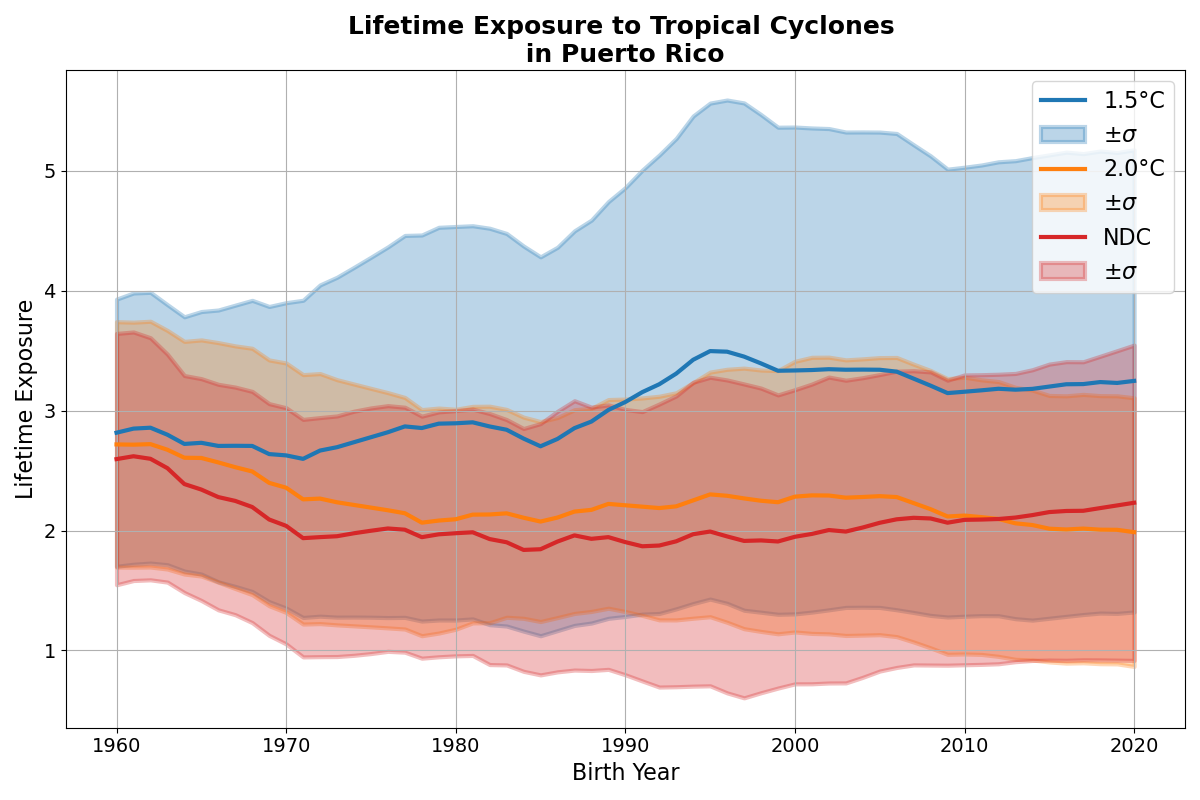 Lifetime Exposure to Tropical Cyclones
in Puerto Rico
1.5°C
±σ
2.0°C
±σ
NDC
±σ
Lifetime Exposure
5
4
3
2
1
1960 1970 1980 1990 2000 2010 2020
Birth Year